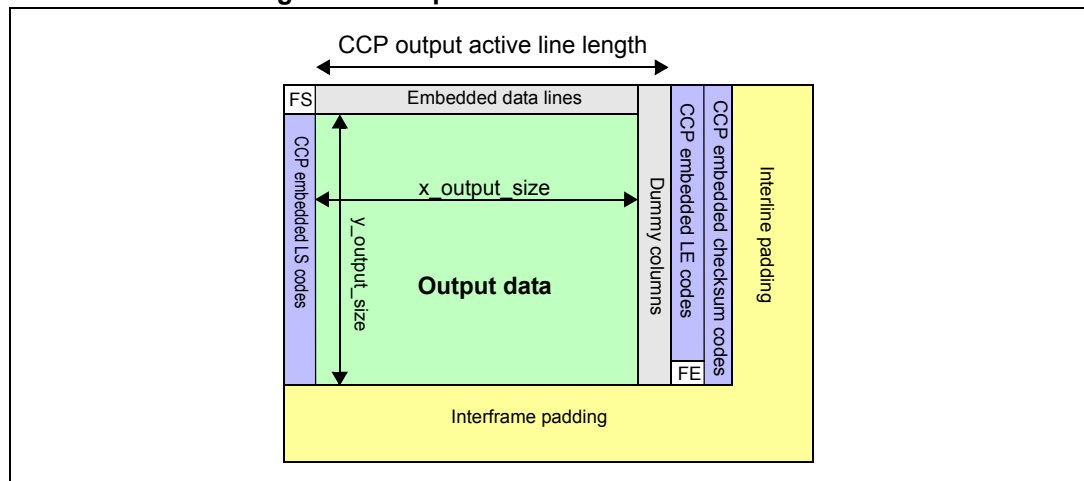 CCP output active line length
FS
Embedded data lines
CCP embedded LS codes
x_output_size
y_output_size
Output data
Dummy columns
CCP embedded LE codes
FE
CCP embedded checksum codes
Interline padding
Interframe padding